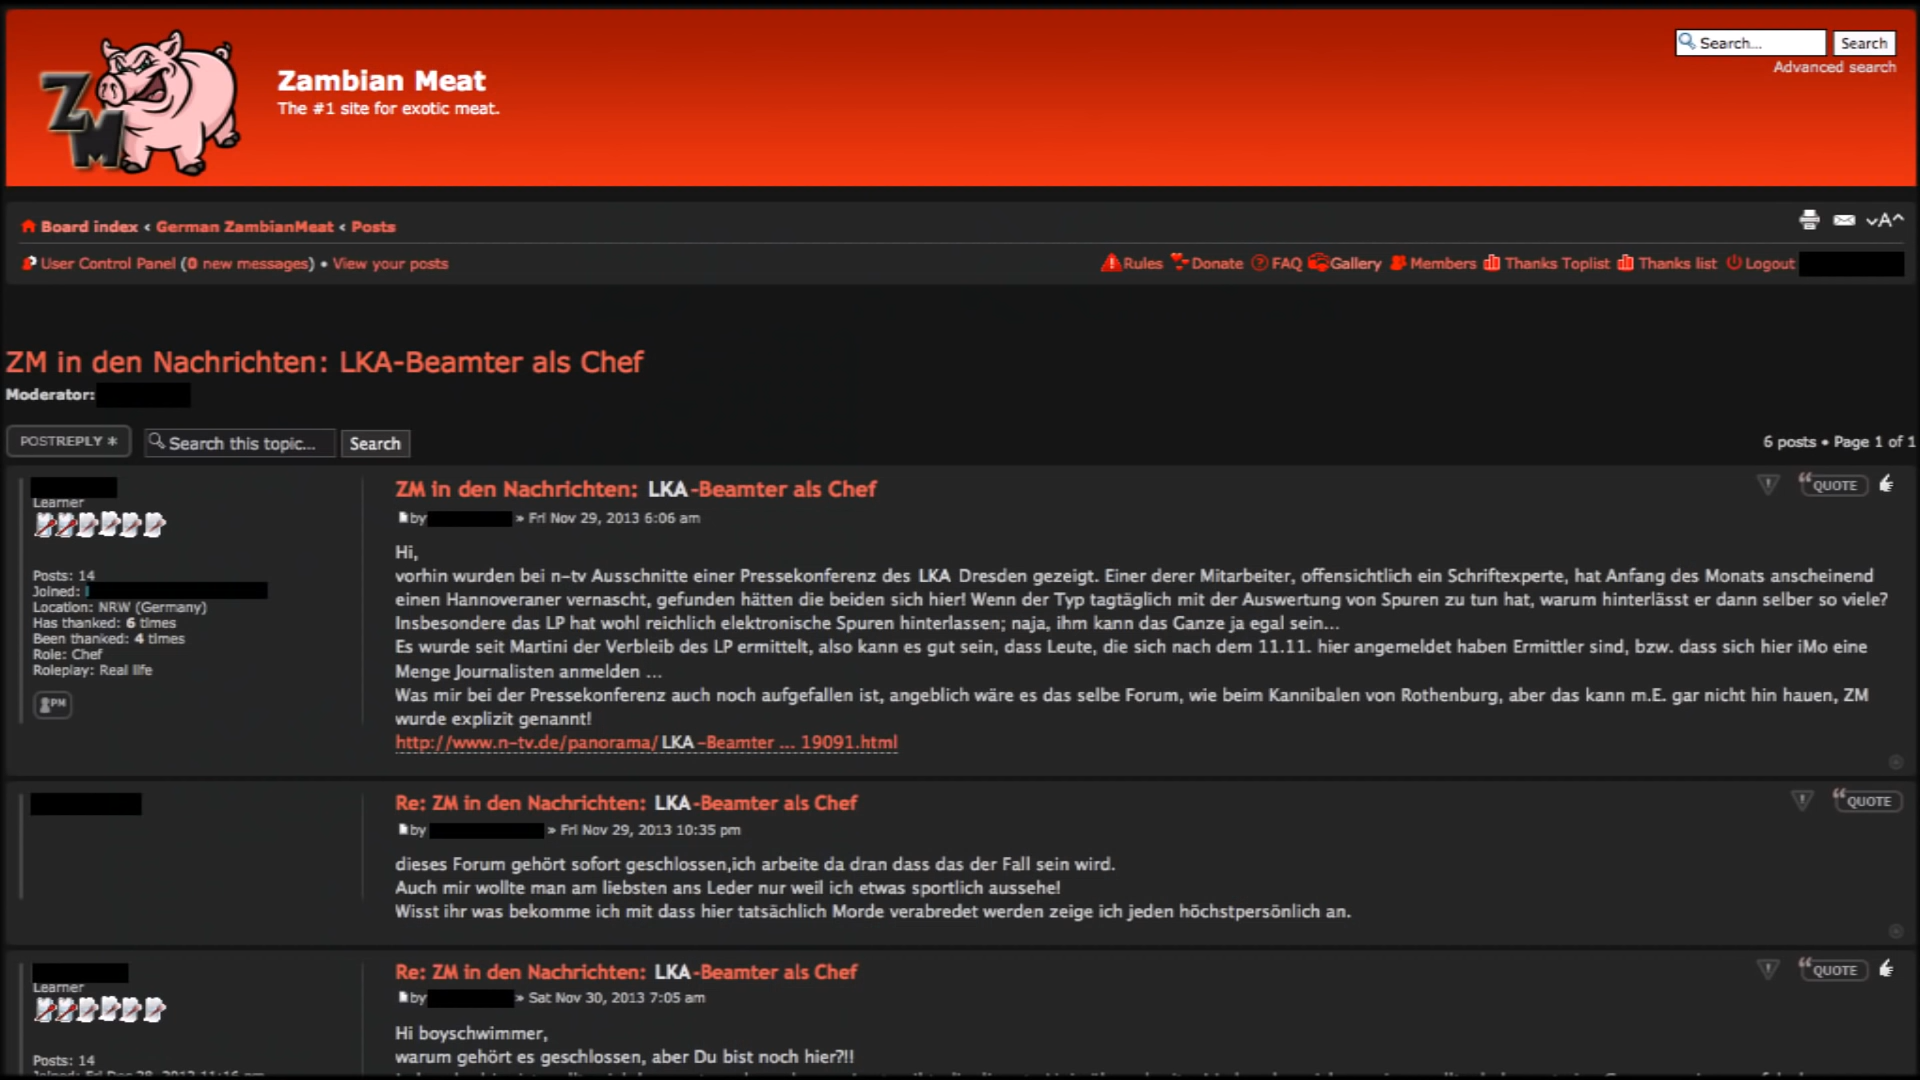 ZM
Zambian Meat
The #1 site for exotic meat.
Search...
Search
Advanced search
Board index ‹ German ZambianMeat ‹ Posts
vA^
User Control Panel (0 new messages) • View your posts
Rules Donate FAQ Gallery Members Thanks Toplist Thanks list Logout
ZM in den Nachrichten: LKA-Beamter als Chef
Moderator:
POSTREPLY *
Search this topic...
Search
6 posts • Page 1 of 1
Learner
Posts: 14
Joined:
Location: NRW (Germany)
Has thanked: 6 times
Been thanked: 4 times
Role: Chef
Roleplay: Real life
PM
ZM in den Nachrichten: LKA-Beamter als Chef
QUOTE
by » Fri Nov 29, 2013 6:06 am
Hi,
vorhin wurden bei n-tv Ausschnitte einer Pressekonferenz des LKA Dresden gezeigt. Einer derer Mitarbeiter, offensichtlich ein Schriftexperte, hat Anfang des Monats anscheinend
einen Hannoveraner vernascht, gefunden hätten die beiden sich hier! Wenn der Typ tagtäglich mit der Auswertung von Spuren zu tun hat, warum hinterlässt er dann selber so viele?
Insbesondere das LP hat wohl reichlich elektronische Spuren hinterlassen; naja, ihm kann das Ganze ja egal sein...
Es wurde seit Martini der Verbleib des LP ermittelt, also kann es gut sein, dass Leute, die sich nach dem 11.11. hier angemeldet haben Ermittler sind, bzw. dass sich hier iMo eine
Menge Journalisten anmelden ...
Was mir bei der Pressekonferenz auch noch aufgefallen ist, angeblich wäre es das selbe Forum, wie beim Kannibalen von Rothenburg, aber das kann m.E. gar nicht hin hauen, ZM
wurde explizit genannt!
http://www.n-tv.de/panorama/LKA-Beamter ... 19091.html
Re: ZM in den Nachrichten: LKA-Beamter als Chef
QUOTE
by » Fri Nov 29, 2013 10:35 pm
dieses Forum gehört sofort geschlossen,ich arbeite da dran dass das der Fall sein wird.
Auch mir wollte man am liebsten ans Leder nur weil ich etwas sportlich aussehe!
Wisst ihr was bekomme ich mit dass hier tatsächlich Morde verabredet werden zeige ich jeden höchstpersönlich an.
Learner
Posts: 14
Re: ZM in den Nachrichten: LKA-Beamter als Chef
QUOTE
by » Sat Nov 30, 2013 7:05 am
Hi boyschwimmer,
warum gehört es geschlossen, aber Du bist noch hier?!!